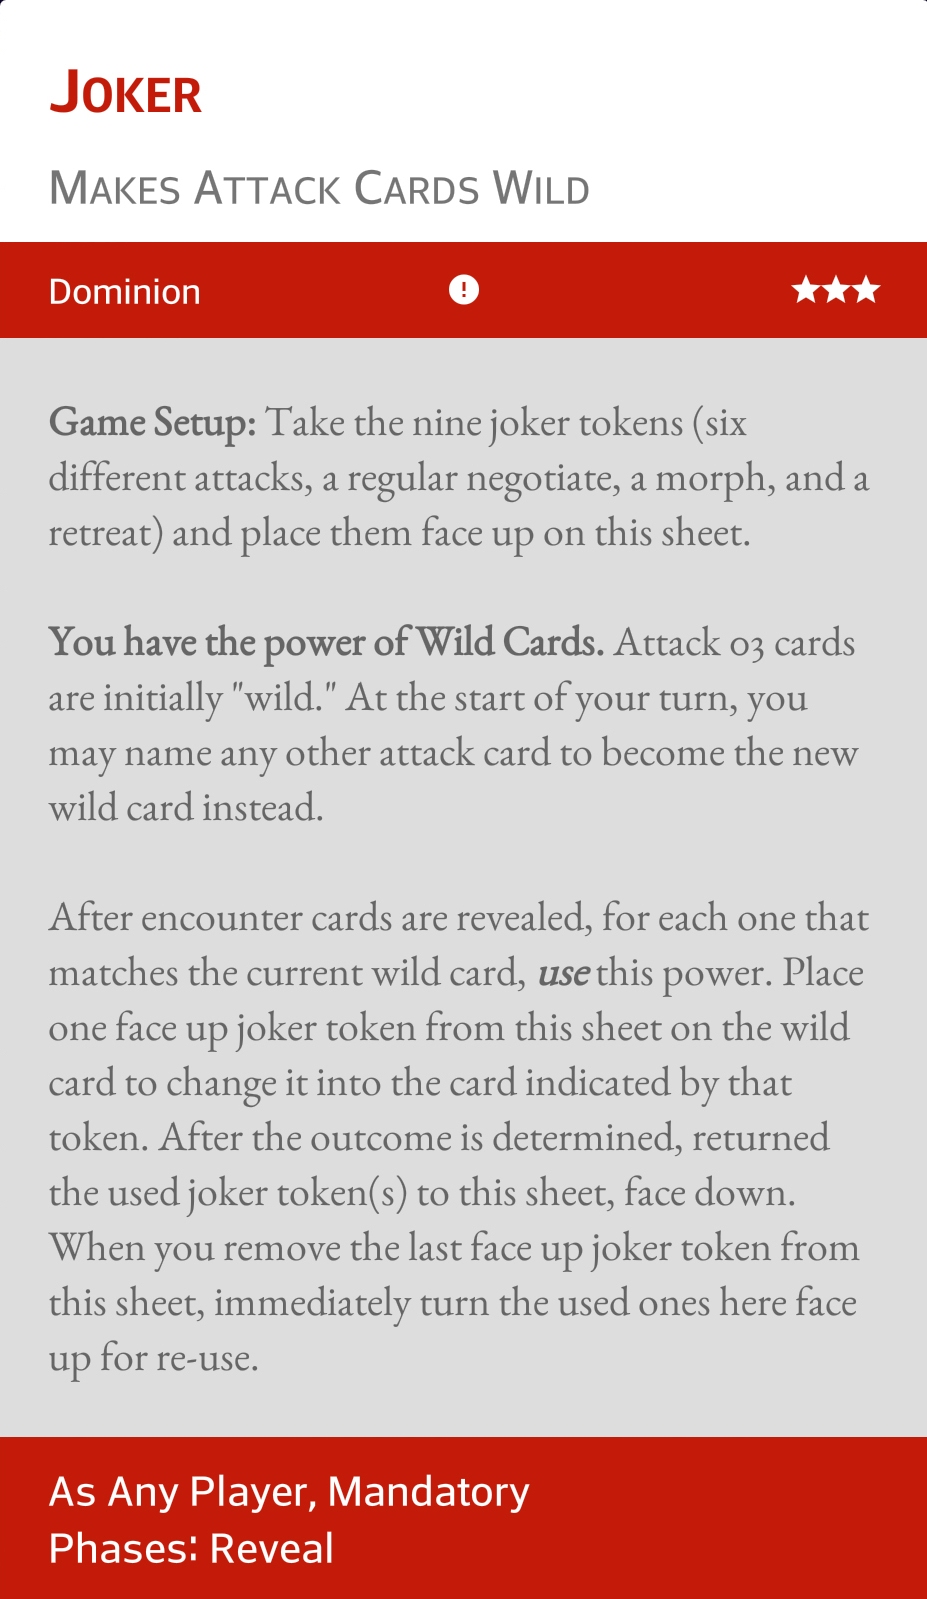 Joker
Makes Attack Cards Wild
Dominion
Game Setup: Take the nine joker tokens (six
different attacks, a regular negotiate, a morph, and a
retreat) and place them face up on this sheet.
You have the power of Wild Cards. Attack 03 cards
are initially "wild." At the start of your turn, you
may name any other attack card to become the new
wild card instead.
After encounter cards are revealed, for each one that
matches the current wild card, use this power. Place
one face up joker token from this sheet on the wild
card to change it into the card indicated by that
token. After the outcome is determined, returned
the used joker token(s) to this sheet, face down.
When you remove the last face up joker token from
this sheet, immediately turn the used ones here face
up for re-use.
As Any Player, Mandatory
Phases: Reveal